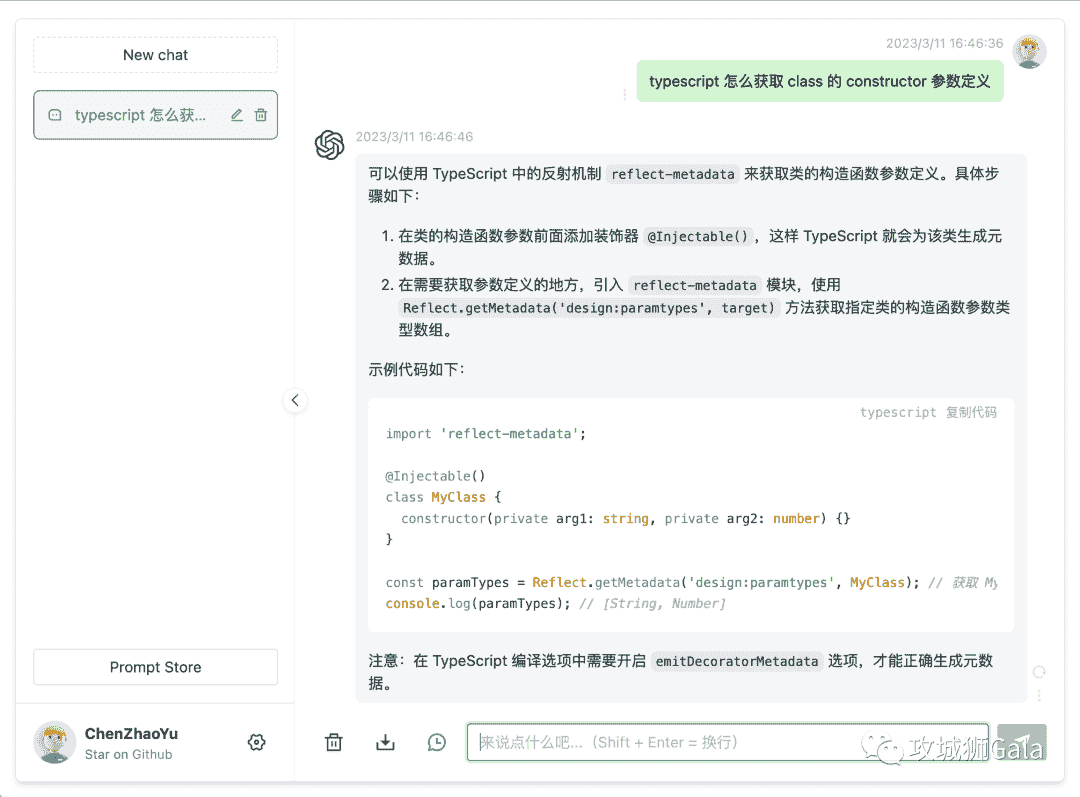 New chat
typescript 怎么获...
Prompt Store
ChenZhaoYu
Star on Github
2023/3/11 16:46:36
typescript 怎么获取 class 的 constructor 参数定义
2023/3/11 16:46:46
可以使用 TypeScript 中的反射机制 reflect-metadata 来获取类的构造函数参数定义。具体步
骤如下：
1. 在类的构造函数参数前面添加装饰器 @Injectable()，这样 TypeScript 就会为该类生成元
数据。
2. 在需要获取参数定义的地方，引入 reflect-metadata 模块，使用
Reflect.getMetadata('design:paramtypes', target) 方法获取指定类的构造函数参数类
型数组。
示例代码如下：
typescript 复制代码
import 'reflect-metadata';
@Injectable()
class MyClass {
constructor(private arg1: string, private arg2: number) {}
}
const paramTypes = Reflect.getMetadata('design:paramtypes', MyClass); // 获取 My
console.log(paramTypes); // [String, Number]
注意：在 TypeScript 编译选项中需要开启 emitDecoratorMetadata 选项，才能正确生成元数
据。
来说点什么吧...（Shift + Enter = 换行）
攻城狮Gala